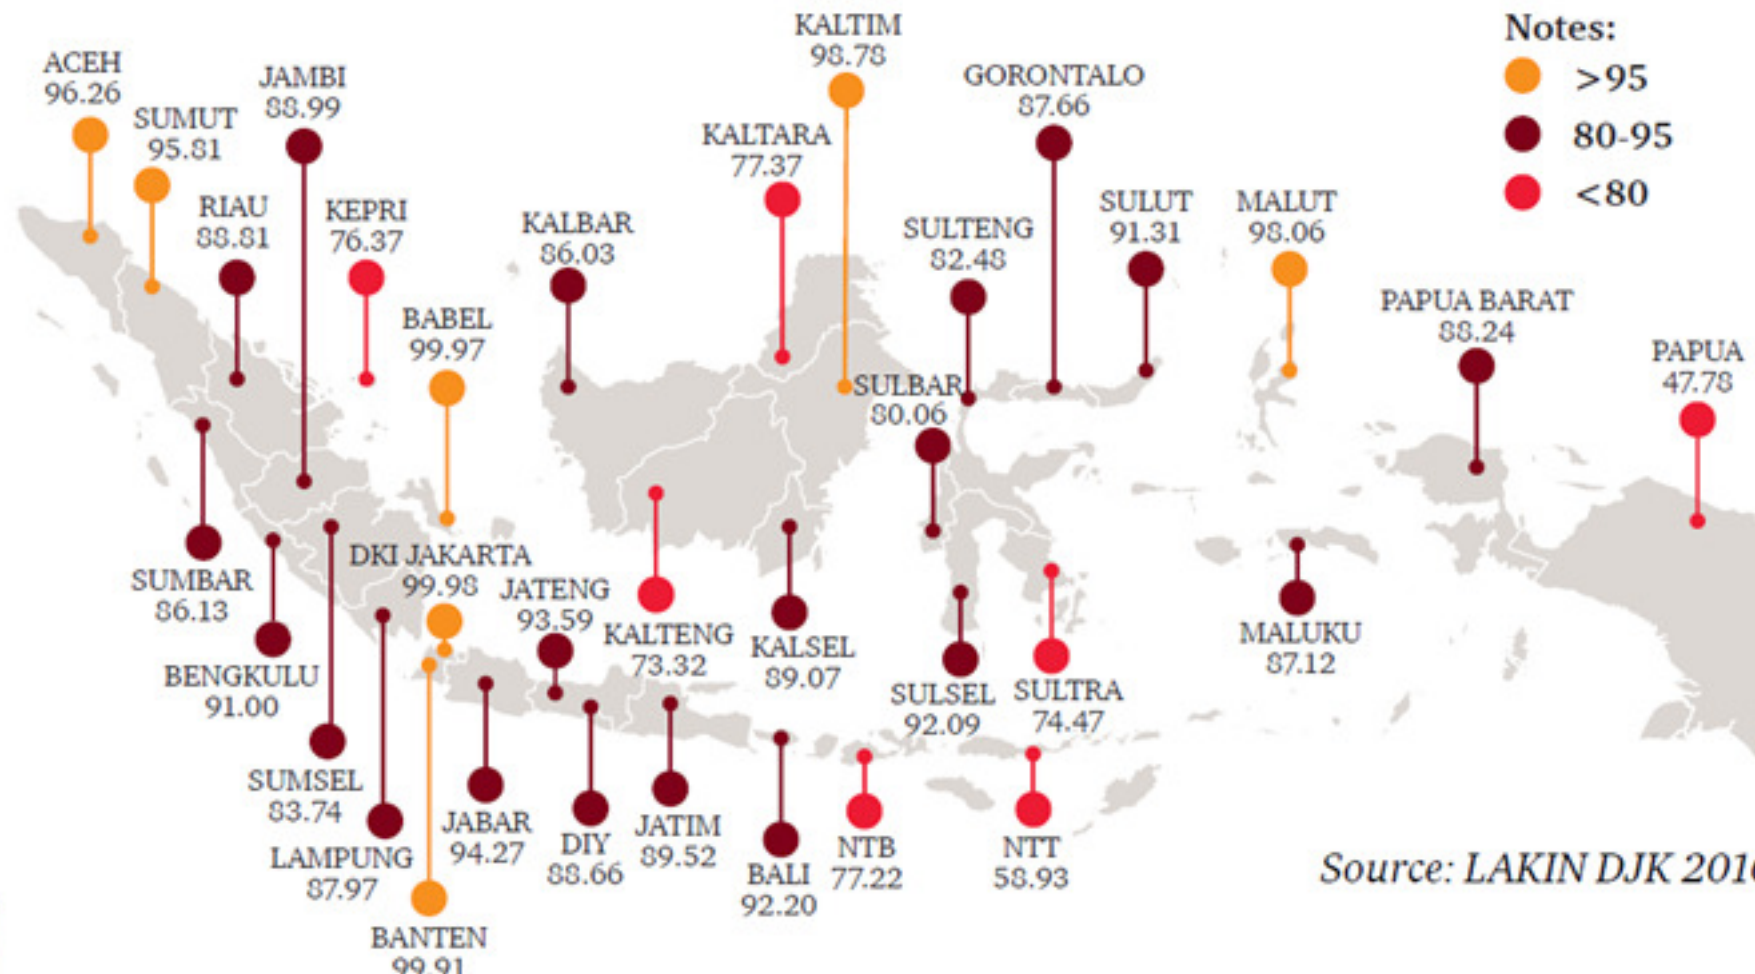 Notes:
>95
80-95
<80
ACEH
96.26
SUMUT
95.81
JAMBI
88.99
RIAU
88.81
KEPRI
76.37
BABEL
99.97
KALBAR
86.03
KALTARA
77.37
KALTIM
98.78
GORONTALO
87.66
SULTENG
82.48
SULUT
91.31
MALUT
98.06
PAPUA BARAT
88.24
PAPUA
47.78
SULBAR
80.06
SUMBAR
86.13
BENGKULU
91.00
SUMSEL
83.74
LAMPUNG
87.97
DKI JAKARTA
99.98
BANTEN
99.91
JATENG
93.59
JABAR
94.27
DIY
88.66
JATIM
89.52
KALTENG
73.32
KALSEL
89.07
BALI
92.20
NTB
77.22
NTT
58.93
SULSEL
92.09
SULTRA
74.47
MALUKU
87.12
Source: LAKIN DJK 2016